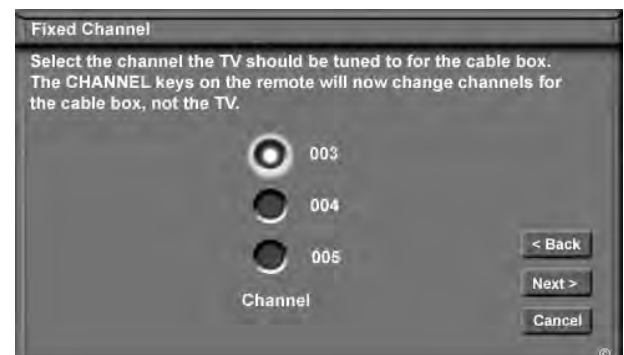 Fixed Channel
Select the channel the TV should be tuned to for the cable box.
The CHANNEL keys on the remote will now change channels for
the cable box, not the TV.
003
004
005
Channel
< Back
Next >
Cancel
©